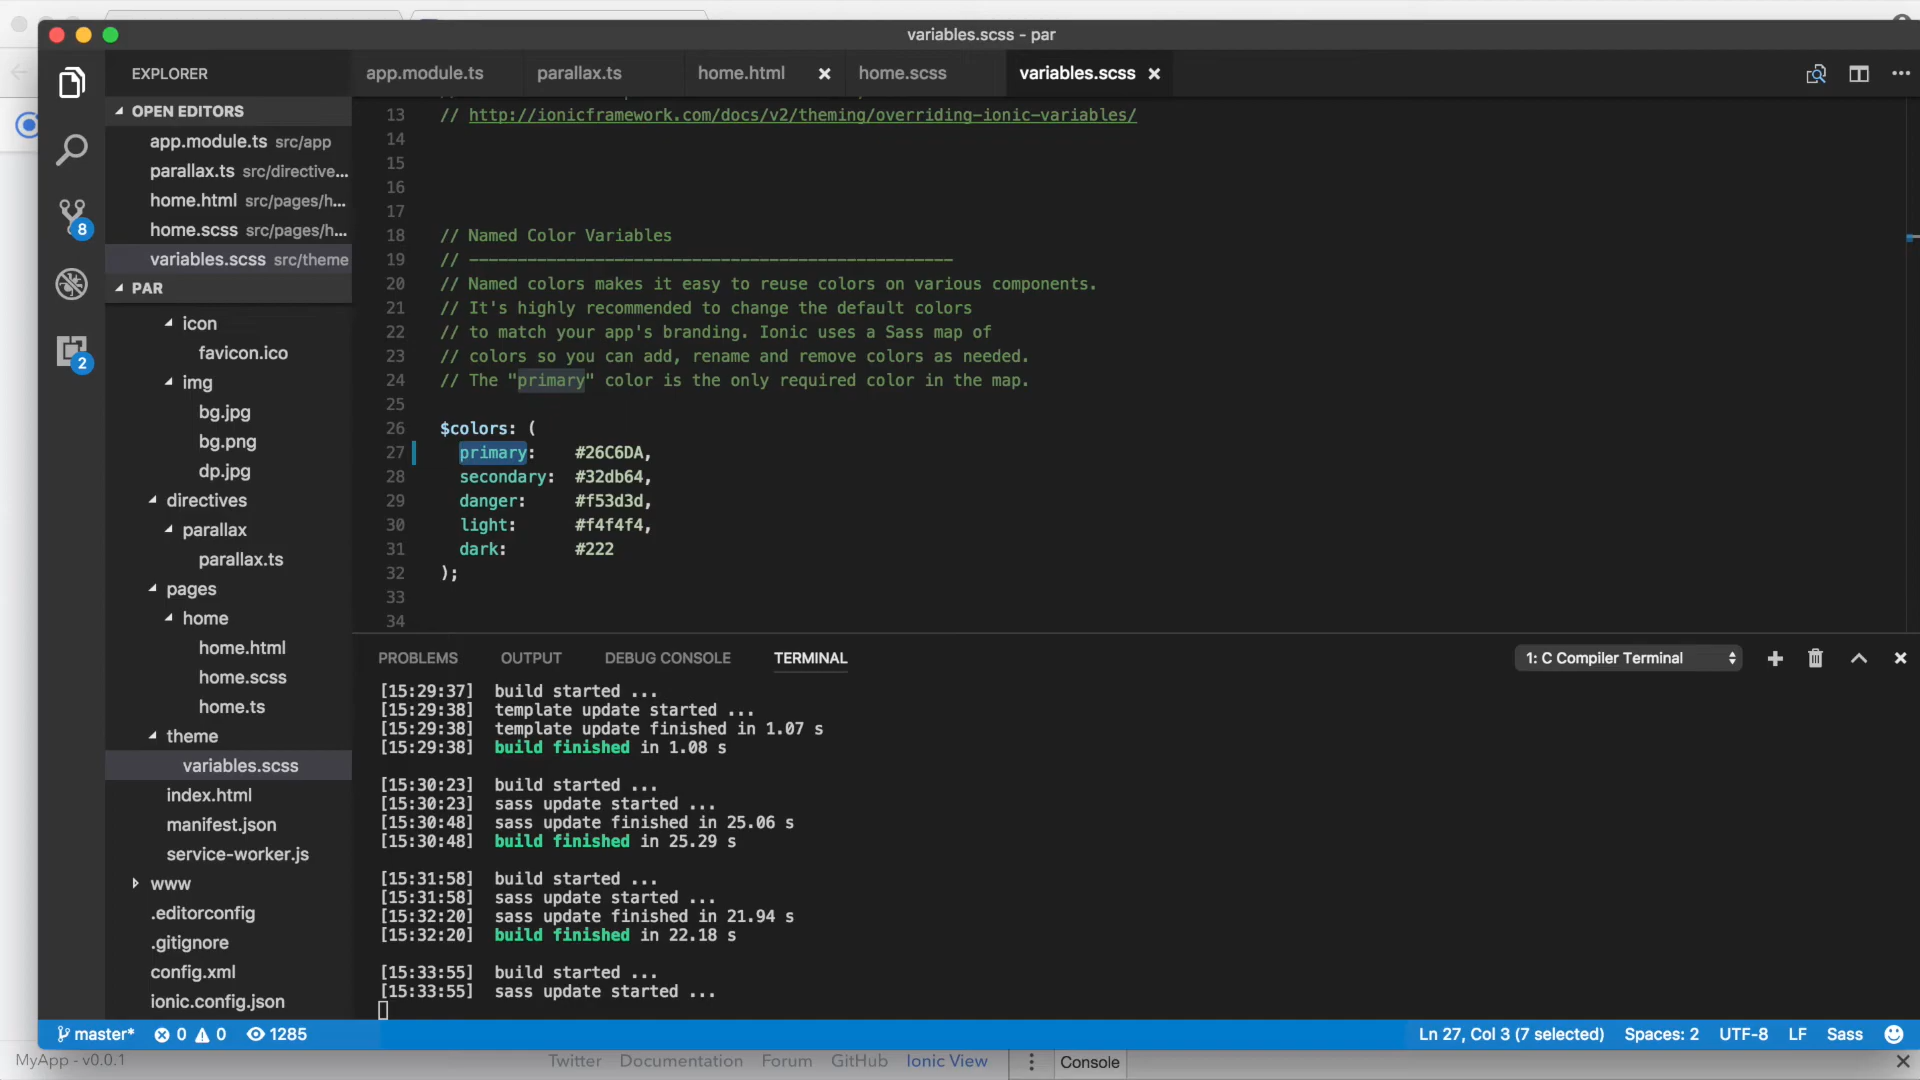 variables.scss - par
EXPLORER
app.module.ts
parallax.ts
home.html
home.scss
variables.scss
OPEN EDITORS
app.module.ts src/app
parallax.ts src/directive...
home.html src/pages/h...
home.scss src/pages/h...
variables.scss src/theme
PAR
icon
favicon.ico
img
bg.jpg
bg.png
dp.jpg
directives
parallax
parallax.ts
pages
home
home.html
home.scss
home.ts
theme
variables.scss
index.html
manifest.json
service-worker.js
www
.editorconfig
.gitignore
config.xml
ionic.config.json
8
2
13 // http://ionicframework.com/docs/v2/theming/overriding-ionic-variables/
14
15
16
17
18 // Named Color Variables
19 // --------------------------------------------------
20 // Named colors makes it easy to reuse colors on various components.
21 // It's highly recommended to change the default colors
22 // to match your app's branding. Ionic uses a Sass map of
23 // colors so you can add, rename and remove colors as needed.
24 // The "primary" color is the only required color in the map.
25
26 $colors: (
27 primary: #26C6DA,
28 secondary: #32db64,
29 danger: #f53d3d,
30 light: #f4f4f4,
31 dark: #222
32 );
33
34
PROBLEMS OUTPUT DEBUG CONSOLE TERMINAL 1: C Compiler Terminal
[15:29:37] build started ...
[15:29:38] template update started ...
[15:29:38] template update finished in 1.07 s
[15:29:38] build finished in 1.08 s
[15:30:23] build started ...
[15:30:23] sass update started ...
[15:30:48] sass update finished in 25.06 s
[15:30:48] build finished in 25.29 s
[15:31:58] build started ...
[15:31:58] sass update started ...
[15:32:20] sass update finished in 21.94 s
[15:32:20] build finished in 22.18 s
[15:33:55] build started ...
[15:33:55] sass update started ...
master* 0 0 1285 Ln 27, Col 3 (7 selected) Spaces: 2 UTF-8 LF Sass
MyApp - v0.0.1 Twitter Documentation Forum GitHub Ionic View Console